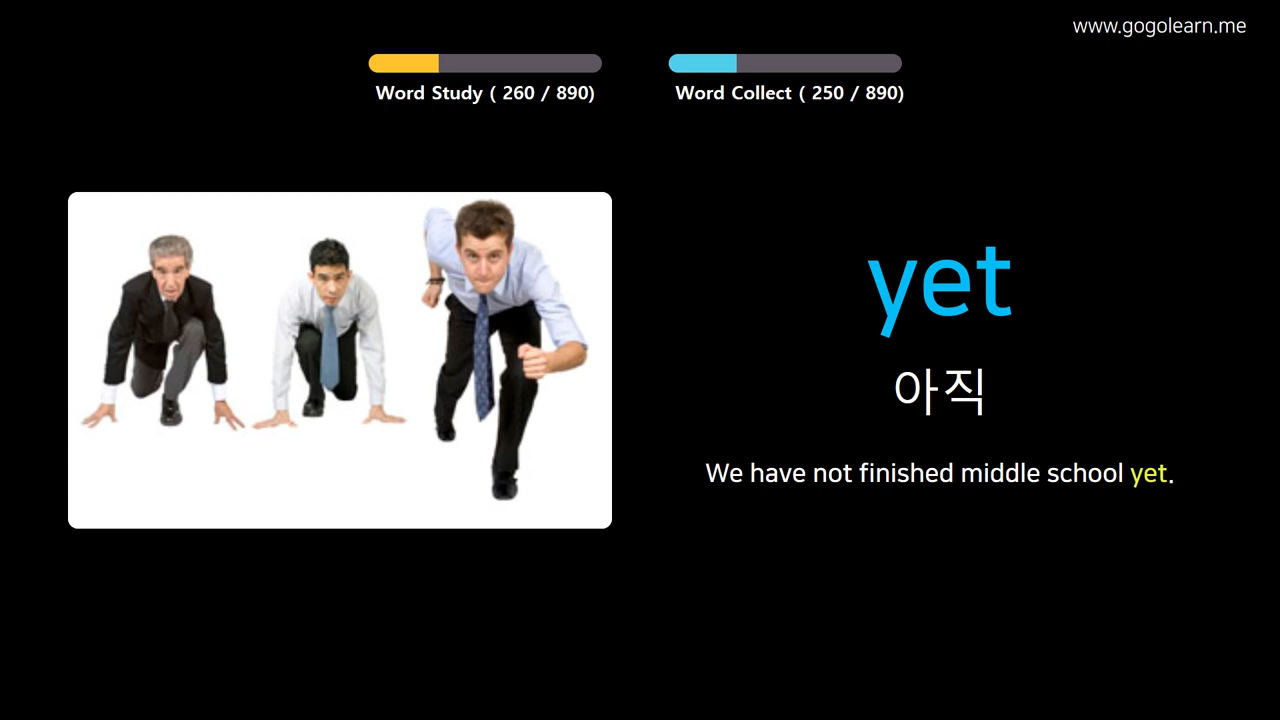 www.gogolearn.me
Word Study ( 260 / 890)
Word Collect ( 250 / 890)
yet
아직
We have not finished middle school yet.